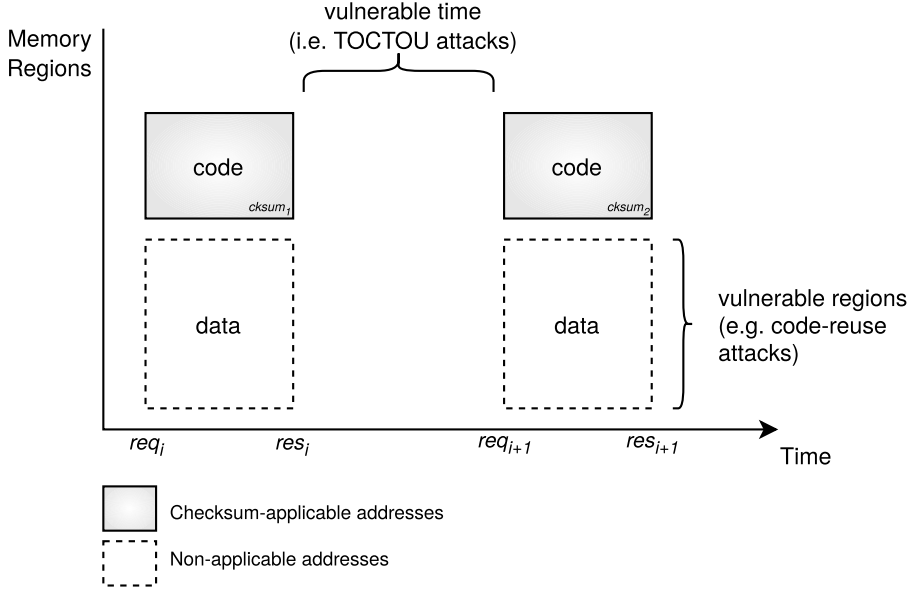 vulnerable time
(i.e. TOCTOU attacks)
Memory
Regions
code
cksum1
code
cksum2
data
data
vulnerable regions
(e.g. code-reuse
attacks)
reqi
resi
reqi+1
resi+1
Time
Checksum-applicable addresses
Non-applicable addresses